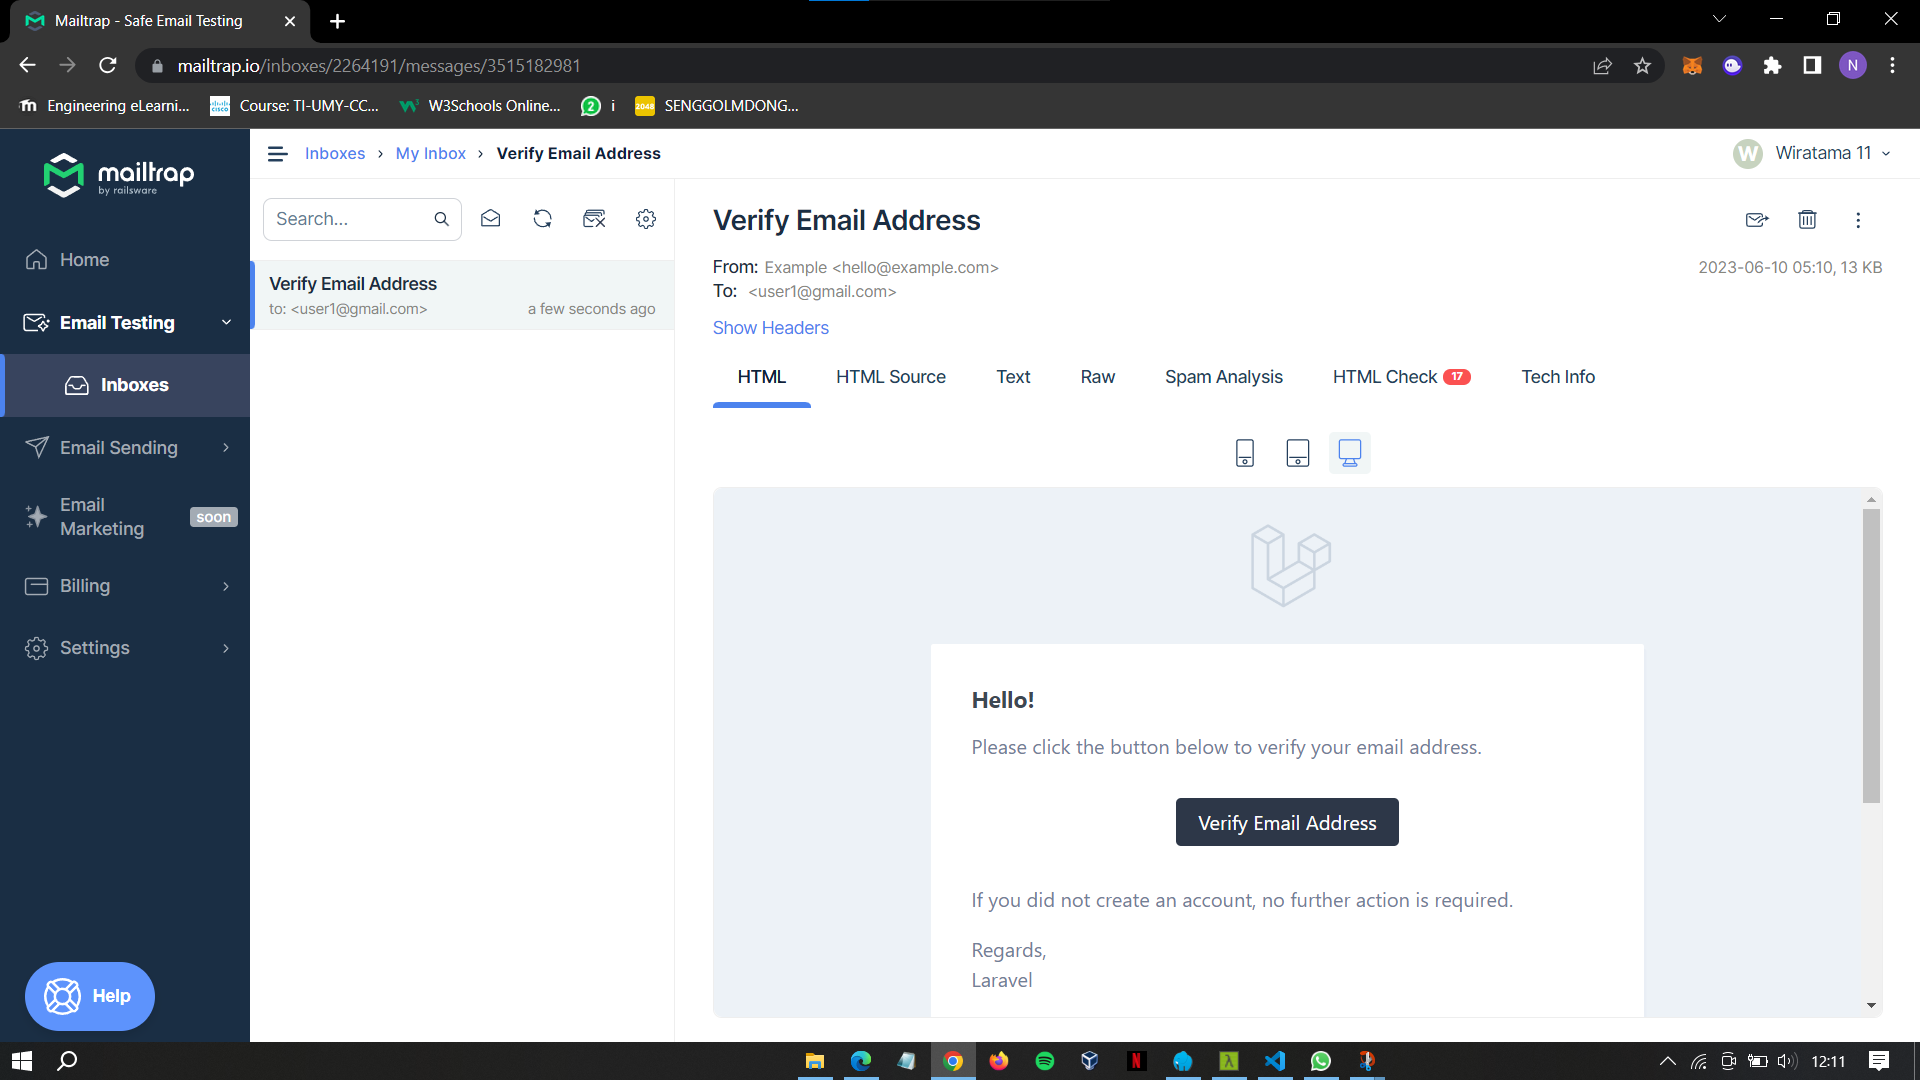 Mailtrap - Safe Email Testing
mailtrap.io/inboxes/2264191/messages/3515182981
N
Engineering eLearni...
Course: TI-UMY-CC...
W3Schools Online...
2
i
2048
SENGGOLMDONG...
mailtrap
by railsware
Inboxes › My Inbox › Verify Email Address
W
Wiratama 11
Home
Email Testing
Inboxes
Email Sending
Email
Marketing
soon
Billing
Settings
Help
Search...
Verify Email Address
to: <user1@gmail.com>
a few seconds ago
Verify Email Address
From: Example <hello@example.com>
2023-06-10 05:10, 13 KB
To: <user1@gmail.com>
Show Headers
HTML
HTML Source
Text
Raw
Spam Analysis
HTML Check 17
Tech Info
Hello!
Please click the button below to verify your email address.
Verify Email Address
If you did not create an account, no further action is required.
Regards,
Laravel
12:11